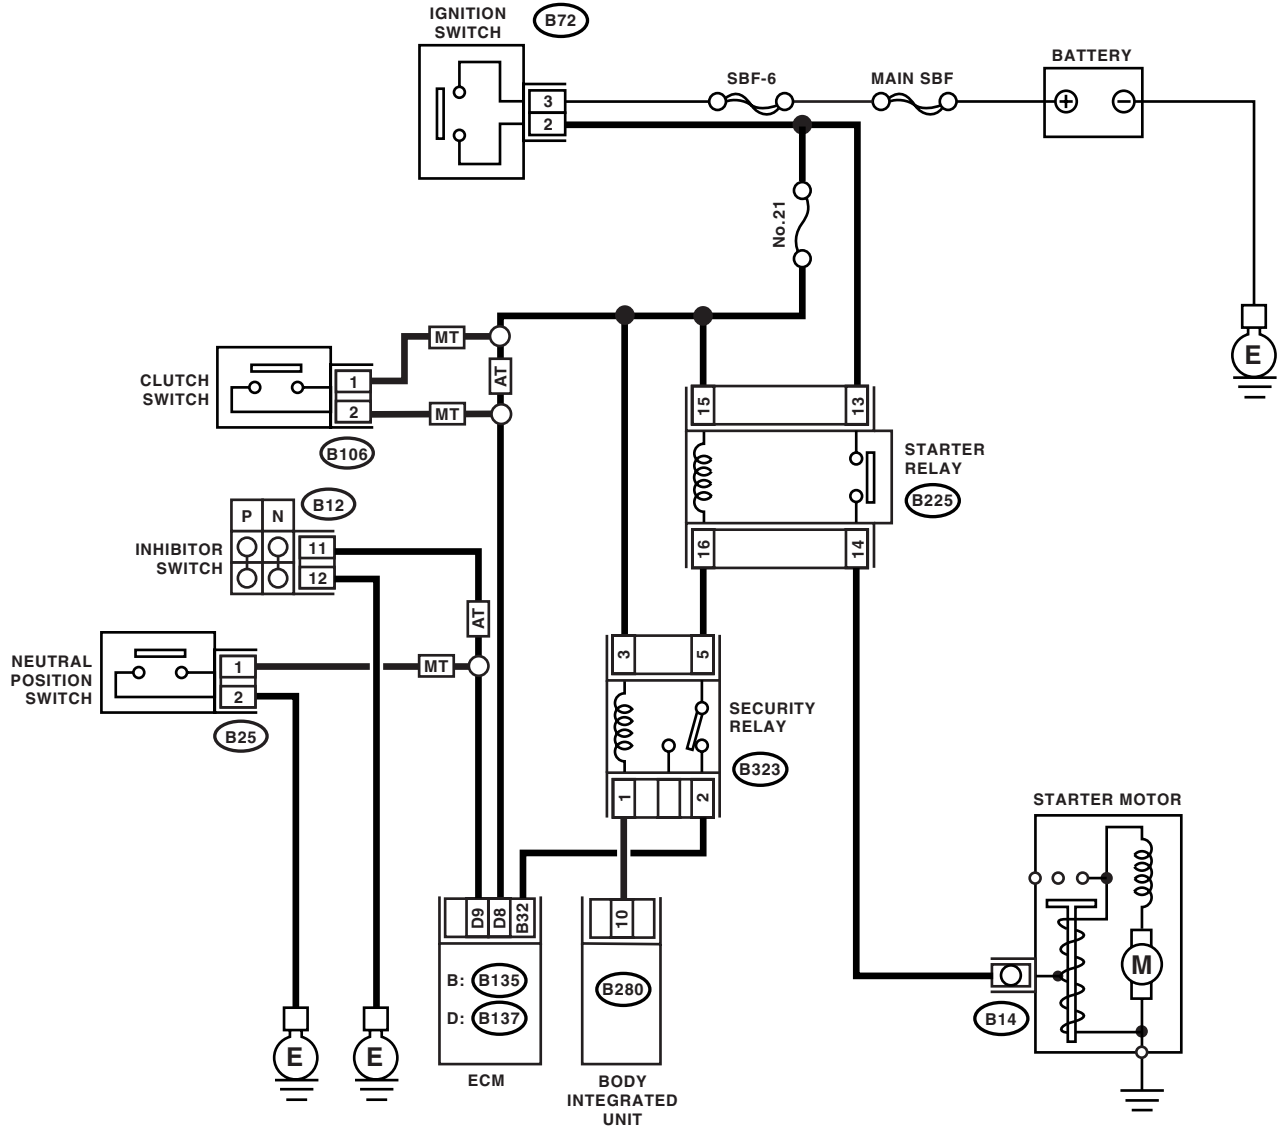 IGNITION
SWITCH
B72
3
2
SBF-6
MAIN SBF
BATTERY
+
−
No.21
E
MT
AT
CLUTCH
SWITCH
1
2
MT
B106
15
13
STARTER
RELAY
B225
16
14
P N
B12
INHIBITOR
SWITCH
11
12
AT
NEUTRAL
POSITION
SWITCH
1
2
MT
B25
3
5
SECURITY
RELAY
B323
1
2
STARTER MOTOR
M
B14
D9
D8
B32
B: B135
D: B137
ECM
10
B280
BODY
INTEGRATED
UNIT
E
E